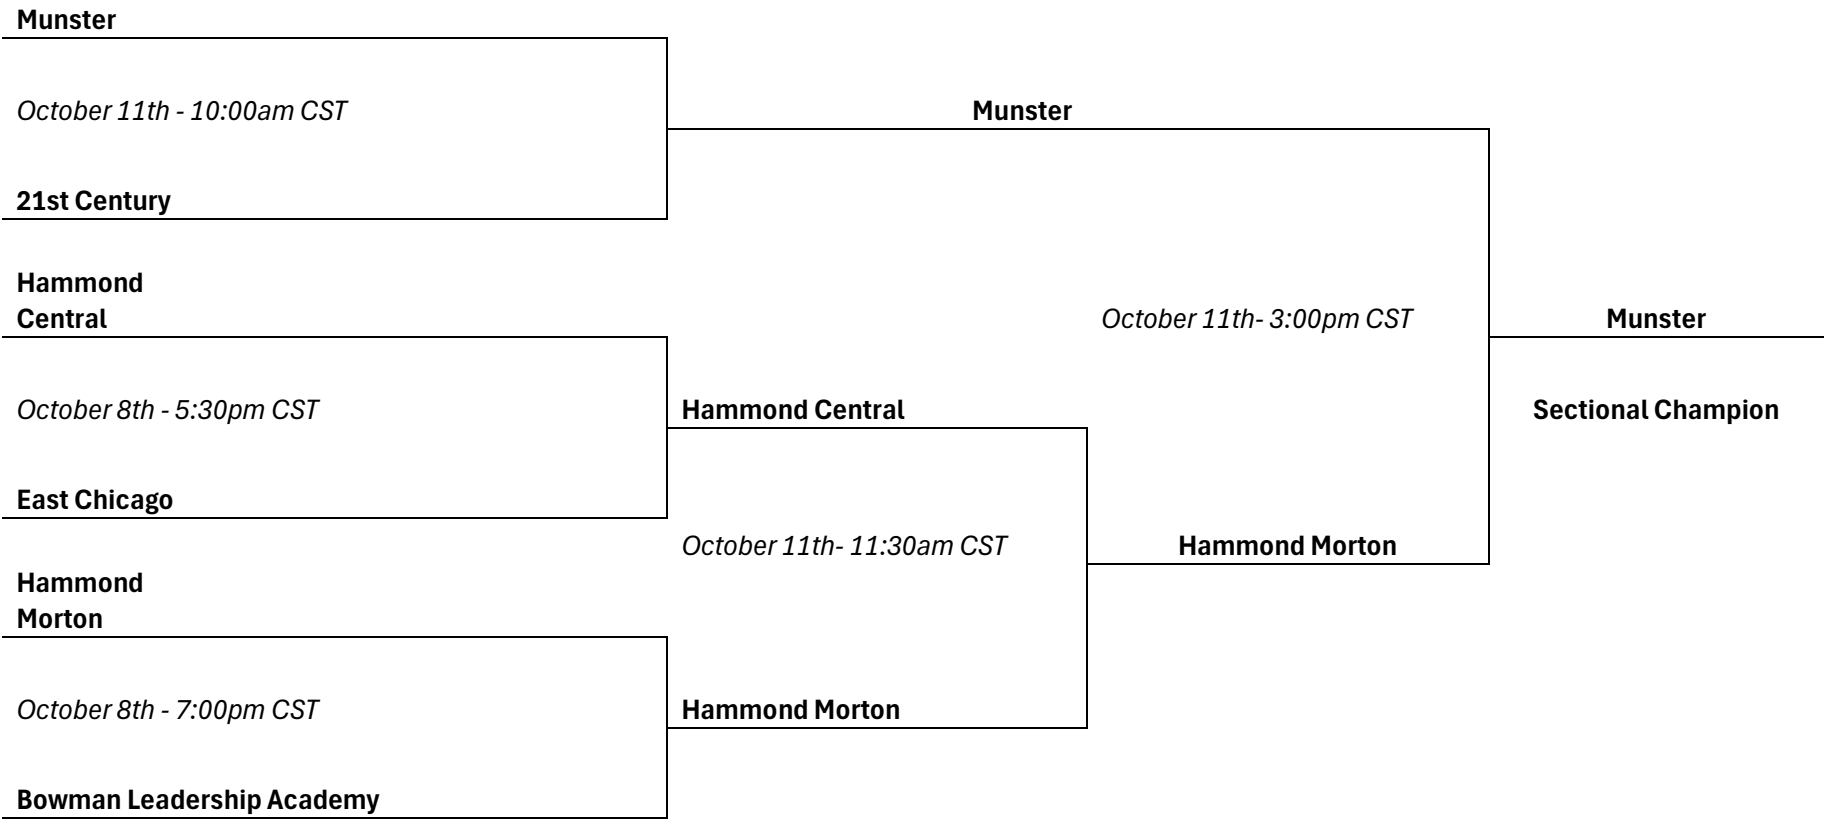 Munster
October 11th - 10:00am CST
Munster
21st Century
Hammond
Central
October 11th- 3:00pm CST
Munster
October 8th - 5:30pm CST
Hammond Central
Sectional Champion
East Chicago
October 11th- 11:30am CST
Hammond Morton
Hammond
Morton
October 8th - 7:00pm CST
Hammond Morton
Bowman Leadership Academy